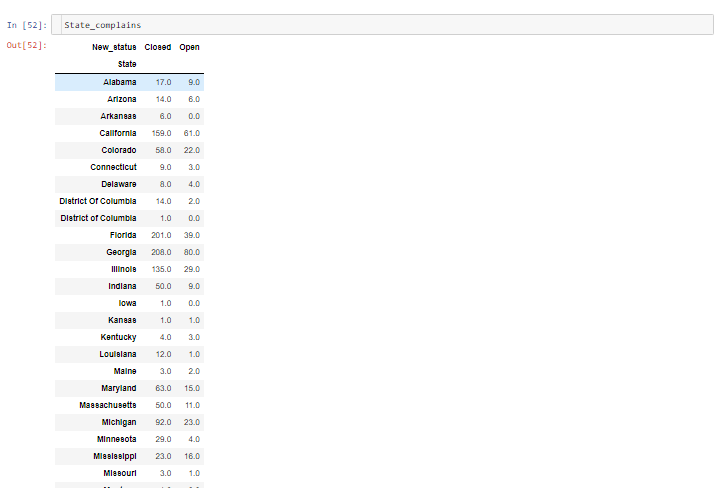 In [52]: State_complains
Out[52]:
New_status Closed Open
State
Alabama 17.0 9.0
Arizona 14.0 6.0
Arkansas 6.0 0.0
California 159.0 61.0
Colorado 58.0 22.0
Connecticut 9.0 3.0
Delaware 8.0 4.0
District Of Columbia 14.0 2.0
District of Columbia 1.0 0.0
Florida 201.0 39.0
Georgia 208.0 80.0
Illinois 135.0 29.0
Indiana 50.0 9.0
Iowa 1.0 0.0
Kansas 1.0 1.0
Kentucky 4.0 3.0
Louisiana 12.0 1.0
Maine 3.0 2.0
Maryland 63.0 15.0
Massachusetts 50.0 11.0
Michigan 92.0 23.0
Minnesota 29.0 4.0
Mississippi 23.0 16.0
Missouri 3.0 1.0